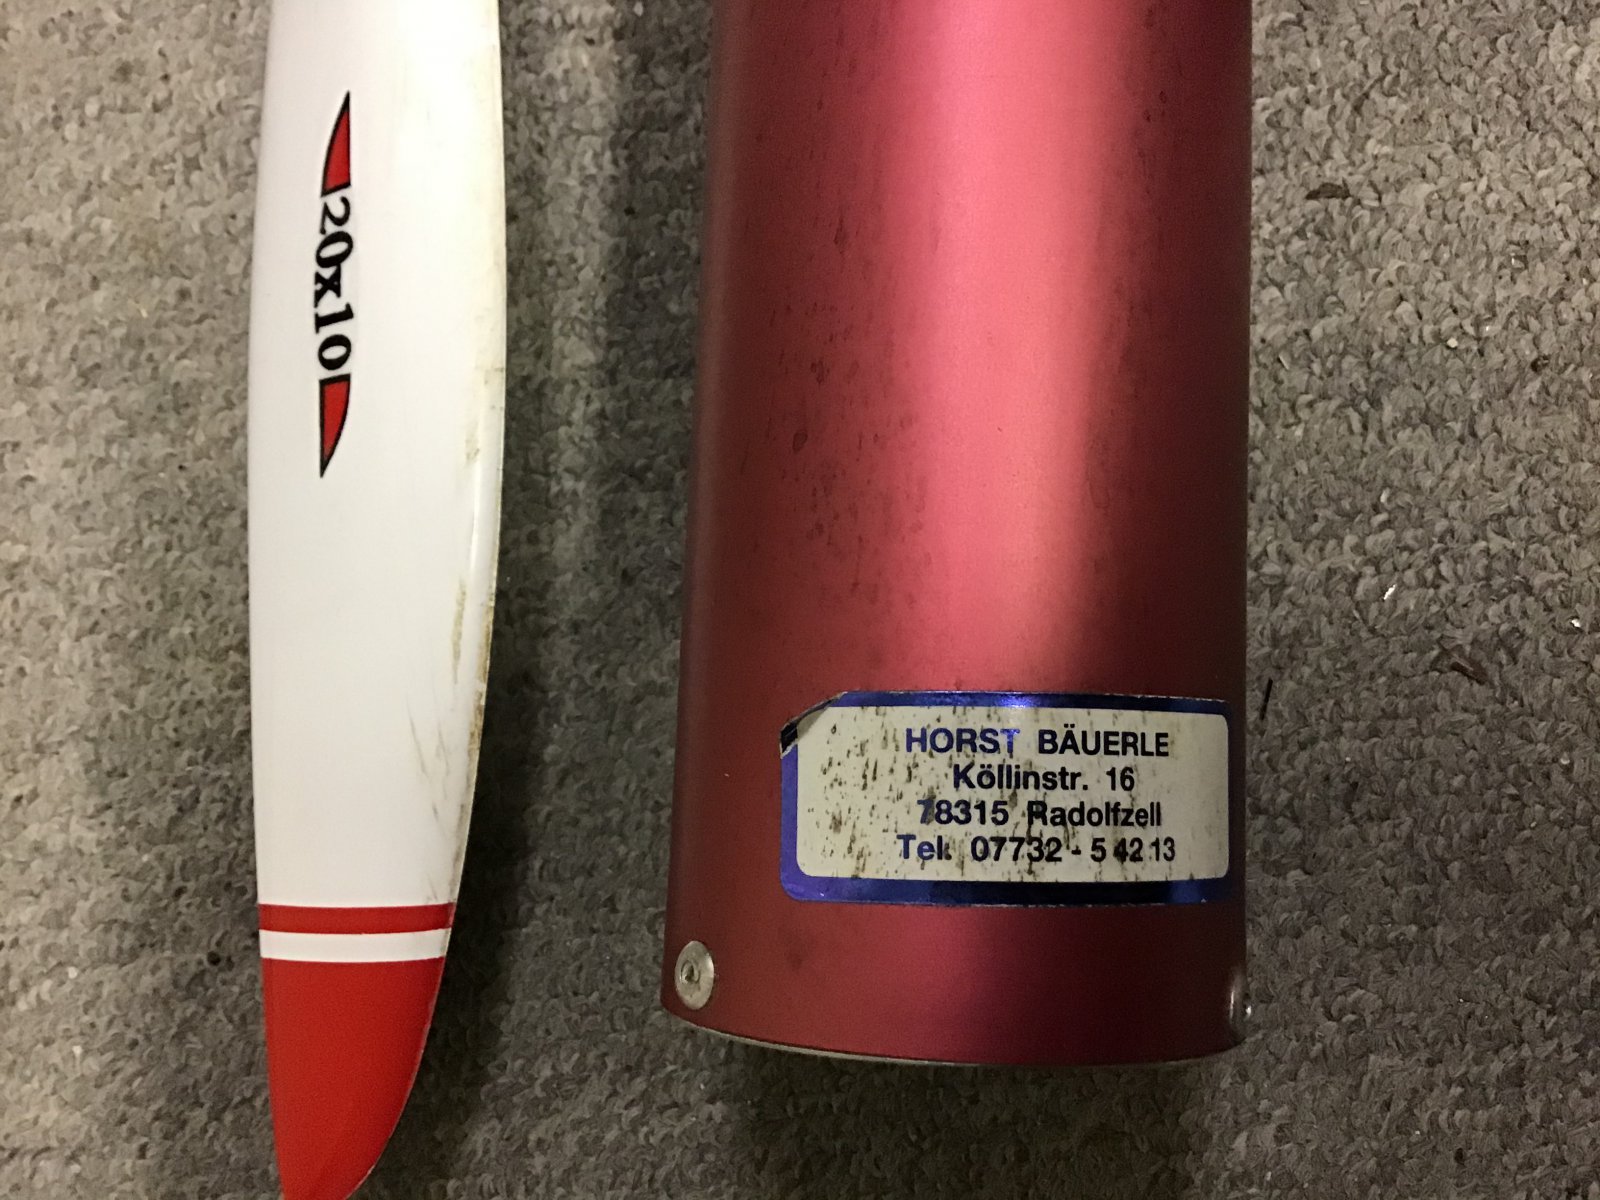 20x10
HORST BÄUERLE
Köllinstr. 16
78315 Radolfzell
Tel. 07732 - 5 42 13